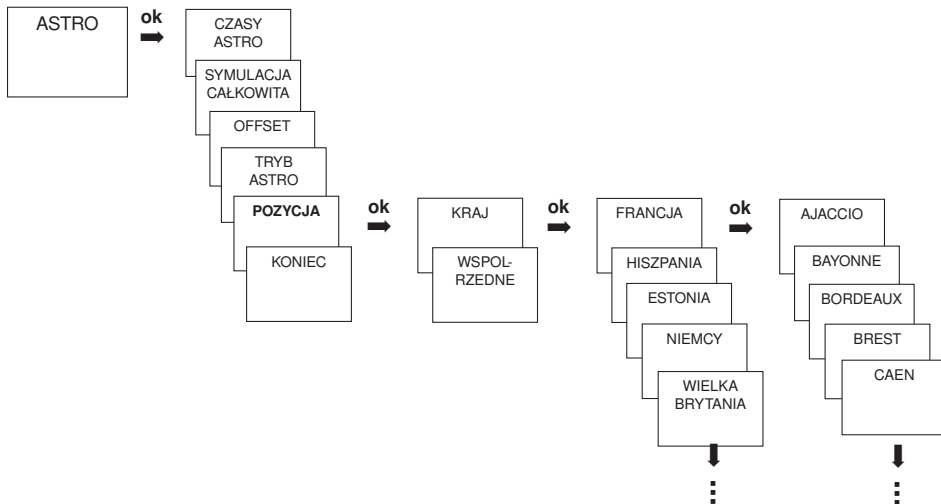 ASTRO
ok
CZASY
ASTRO
SYMULACJA
CAŁKOWITA
OFFSET
TRYB
ASTRO
POZYCJA
KONIEC
ok
KRAJ
WSPOL-
RZEDNE
ok
FRANCJA
HISZPANIA
ESTONIA
NIEMCY
WIELKA
BRYTANIA
ok
AJACCIO
BAYONNE
BORDEAUX
BREST
CAEN